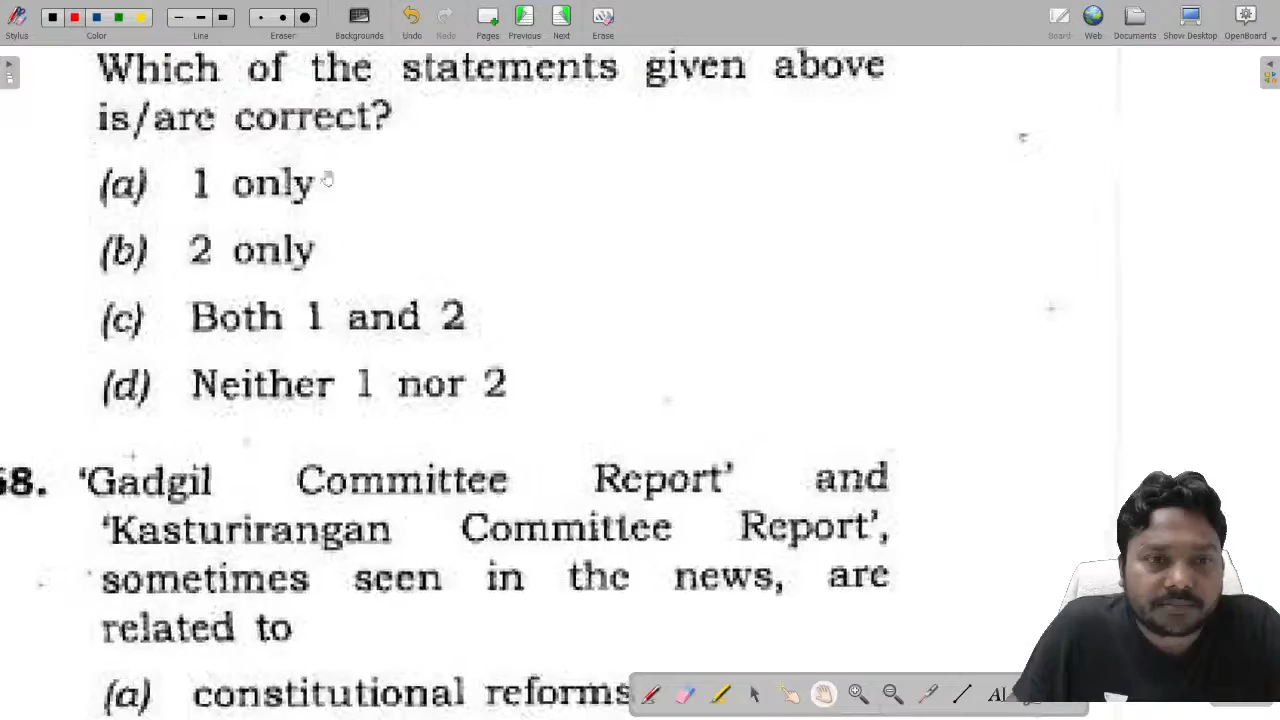 Stylus
Color
Line
Eraser
Backgrounds
Undo
Redo
Pages
Previous
Next
Erase
Board
Web
Documents
Show Desktop
OpenBoard
Which of the statements given above
is/are correct?
(a) 1 only
(b) 2 only
(c) Both 1 and 2
(d) Neither 1 nor 2
68. 'Gadgil Committee Report' and
'Kasturirangan Committee Report',
sometimes seen in the news, are
related to
(a) constitutional reforms
AI